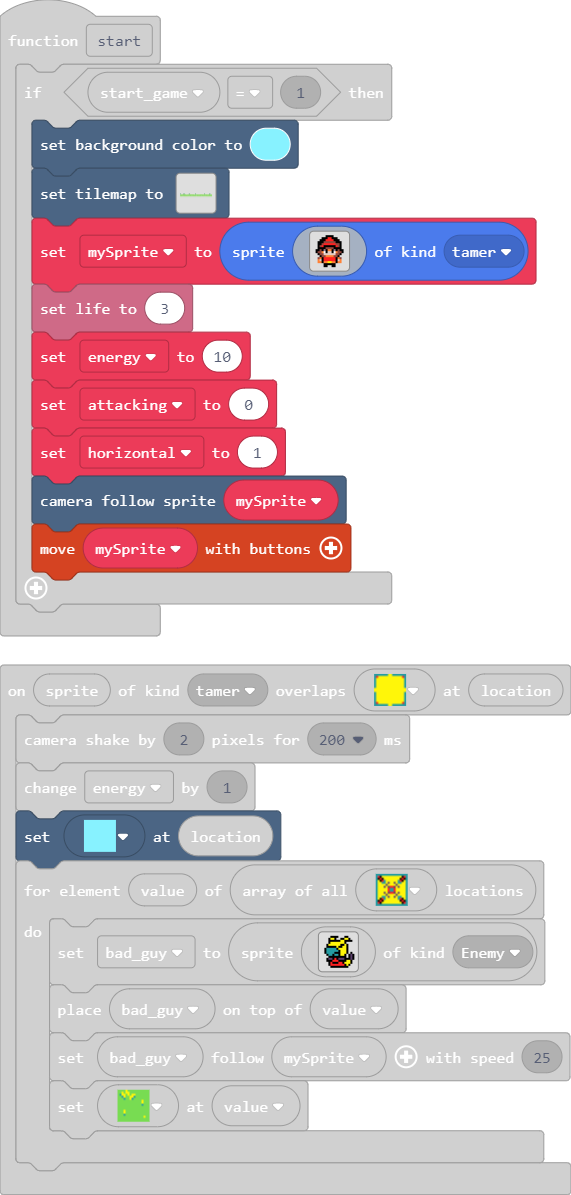 function start
if start_game = 1 then
set background color to
set tilemap to
set mySprite to sprite of kind tamer
set life to 3
set energy to 10
set attacking to 0
set horizontal to 1
camera follow sprite mySprite
move mySprite with buttons
on sprite of kind tamer overlaps at location
camera shake by 2 pixels for 200 ms
change energy by 1
set at location
for element value of array of all locations
do
set bad_guy to sprite of kind Enemy
place bad_guy on top of value
set bad_guy follow mySprite with speed 25
set at value